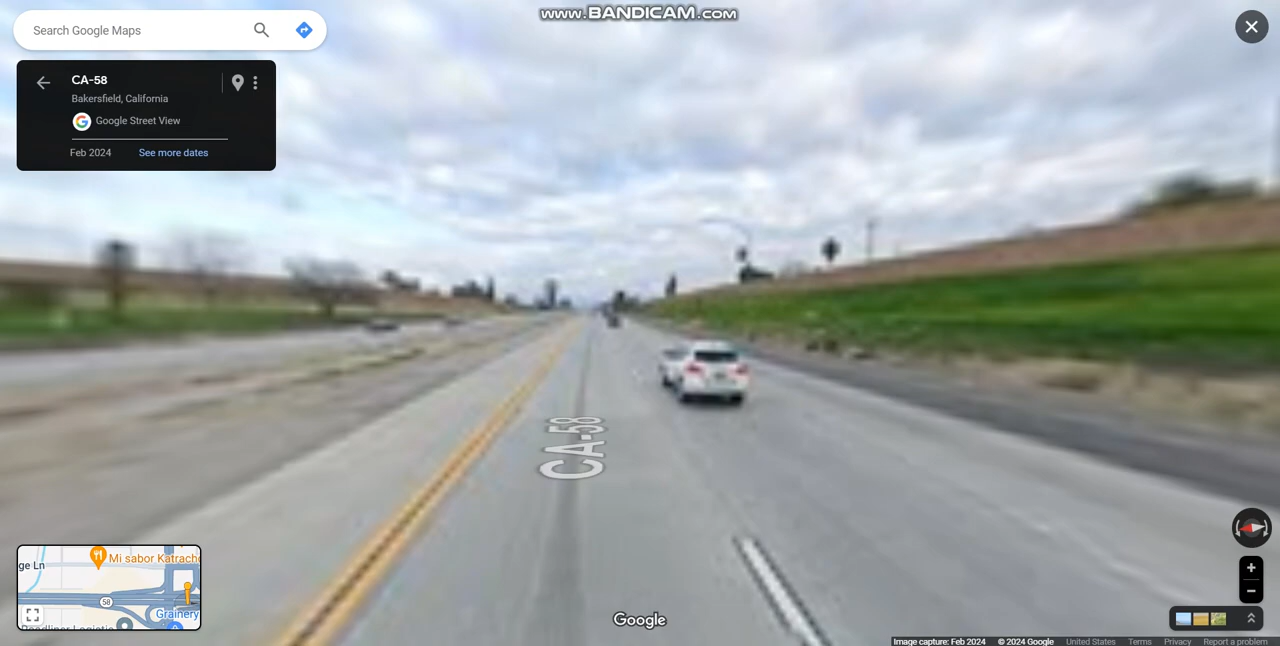 www.BANDICAM.com
Search Google Maps
CA-58
Bakersfield, California
Google Street View
Feb 2024 See more dates
CA-58
Mi sabor Katrach
ge Ln
58
Grainery
Google
Image capture: Feb 2024 © 2024 Google United States Terms Privacy Report a problem